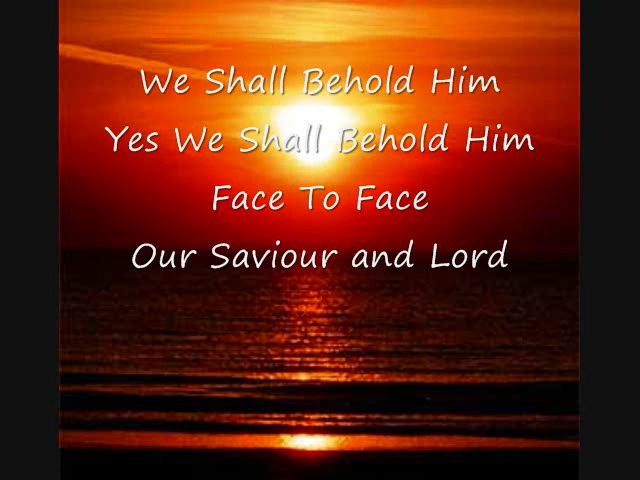 We Shall Behold Him
Yes We Shall Behold Him
Face To Face
Our Saviour and Lord